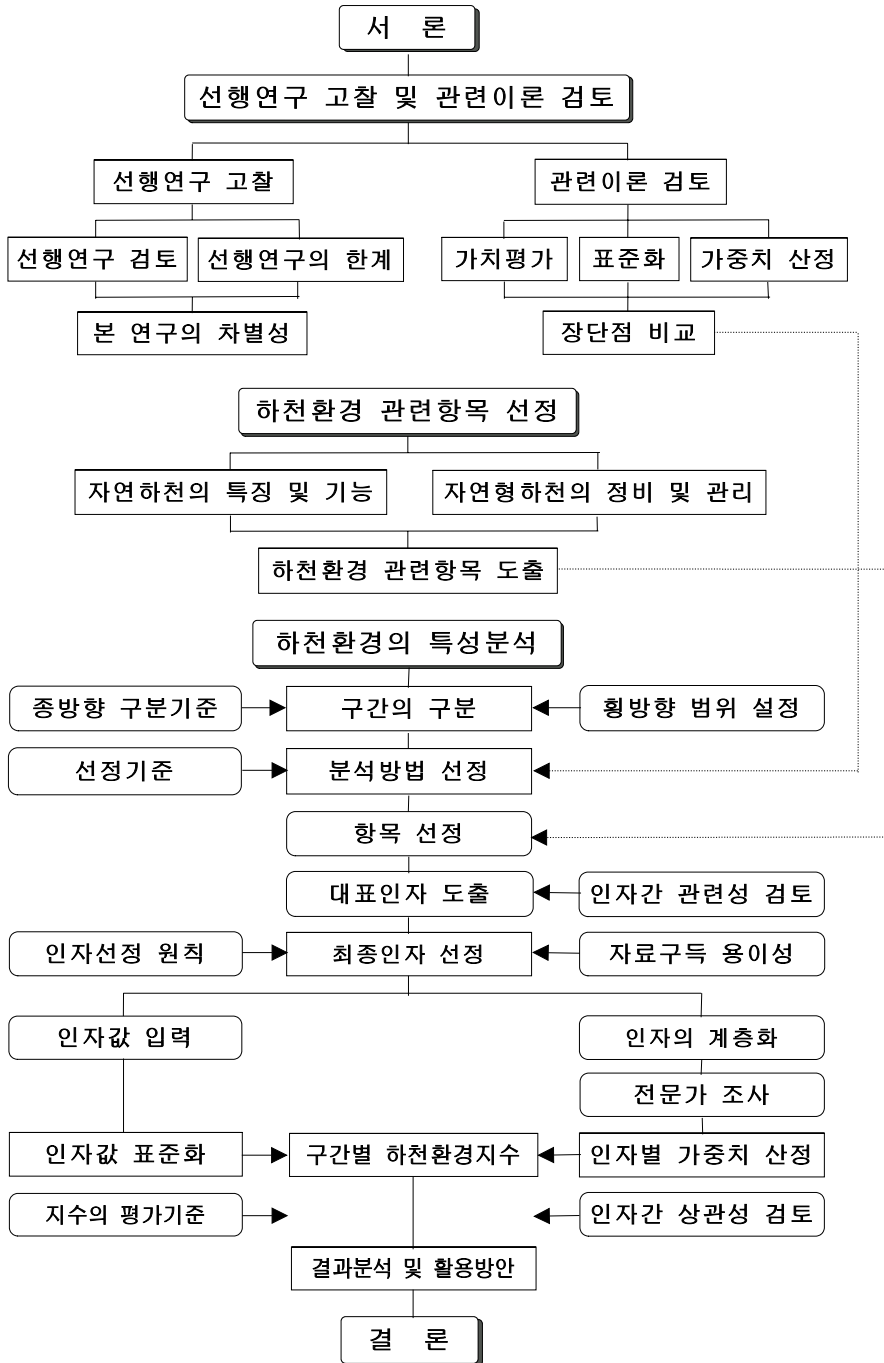 서 론
선행연구 고찰 및 관련이론 검토
선행연구 고찰
관련이론 검토
선행연구 검토
선행연구의 한계
가치평가
표준화
가중치 산정
본 연구의 차별성
장단점 비교
하천환경 관련항목 선정
자연하천의 특징 및 기능
자연형하천의 정비 및 관리
하천환경 관련항목 도출
하천환경의 특성분석
종방향 구분기준
구간의 구분
횡방향 범위 설정
선정기준
분석방법 선정
항목 선정
대표인자 도출
인자간 관련성 검토
인자선정 원칙
최종인자 선정
자료구득 용이성
인자값 입력
인자의 계층화
전문가 조사
인자값 표준화
구간별 하천환경지수
인자별 가중치 산정
지수의 평가기준
인자간 상관성 검토
결과분석 및 활용방안
결 론